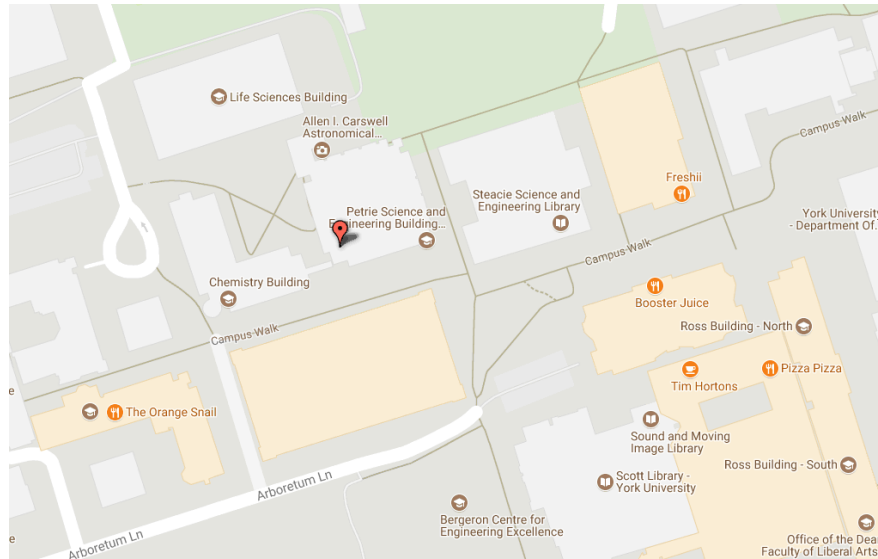 Life Sciences Building
Allen I. Carswell
Astronomical...
Campus Walk
Freshii
Steacie Science and
Engineering Library
Petrie Science and
Engineering Building...
York University
- Department Of.
Campus Walk
Chemistry Building
Booster Juice
Ross Building - North
Campus Walk
Pizza Pizza
Tim Hortons
The Orange Snail
e
Sound and Moving
Image Library
Ross Building - South
Scott Library -
York University
Arboretum Ln
Bergeron Centre for
Engineering Excellence
Arboretum Ln
e
Office of the Dea
Faculty of Liberal Arts